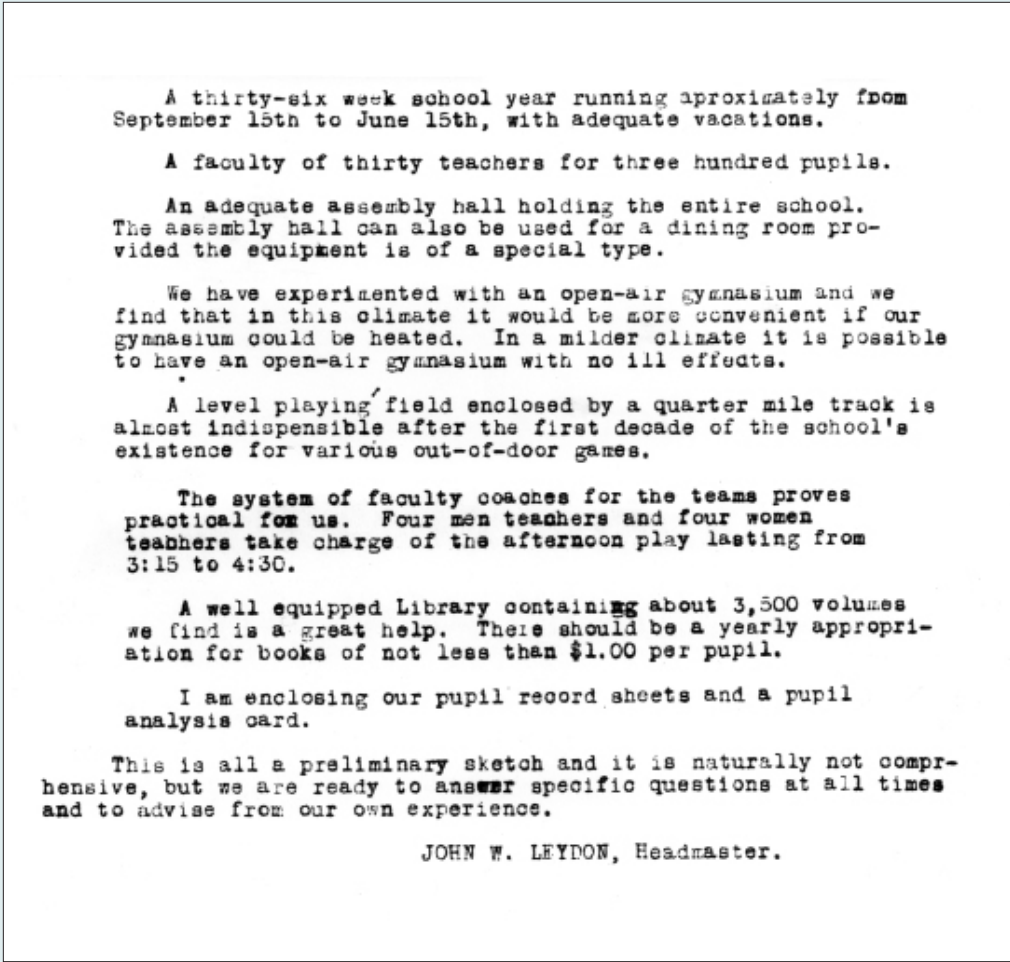 A thirty-six week school year running aproximately from
September 15th to June 15th, with adequate vacations.
A faculty of thirty teachers for three hundred pupils.
An adequate assembly hall holding the entire school.
The assembly hall can also be used for a dining room pro-
vided the equipment is of a special type.
We have experimented with an open-air gymnasium and we
find that in this climate it would be more convenient if our
gymnasium could be heated. In a milder climate it is possible
to have an open-air gymnasium with no ill effects.
A level playing field enclosed by a quarter mile track is
almost indispensible after the first decade of the school's
existence for various out-of-door games.
The system of faculty coaches for the teams proves
practical for us. Four men teachers and four women
teachers take charge of the afternoon play lasting from
3:15 to 4:30.
A well equipped Library containing about 3,500 volumes
we find is a great help. There should be a yearly appropri-
ation for books of not less than $1.00 per pupil.
I am enclosing our pupil record sheets and a pupil
analysis card.
This is all a preliminary sketch and it is naturally not compr-
hensive, but we are ready to answer specific questions at all times
and to advise from our own experience.
JOHN W. LEYDON, Headmaster.